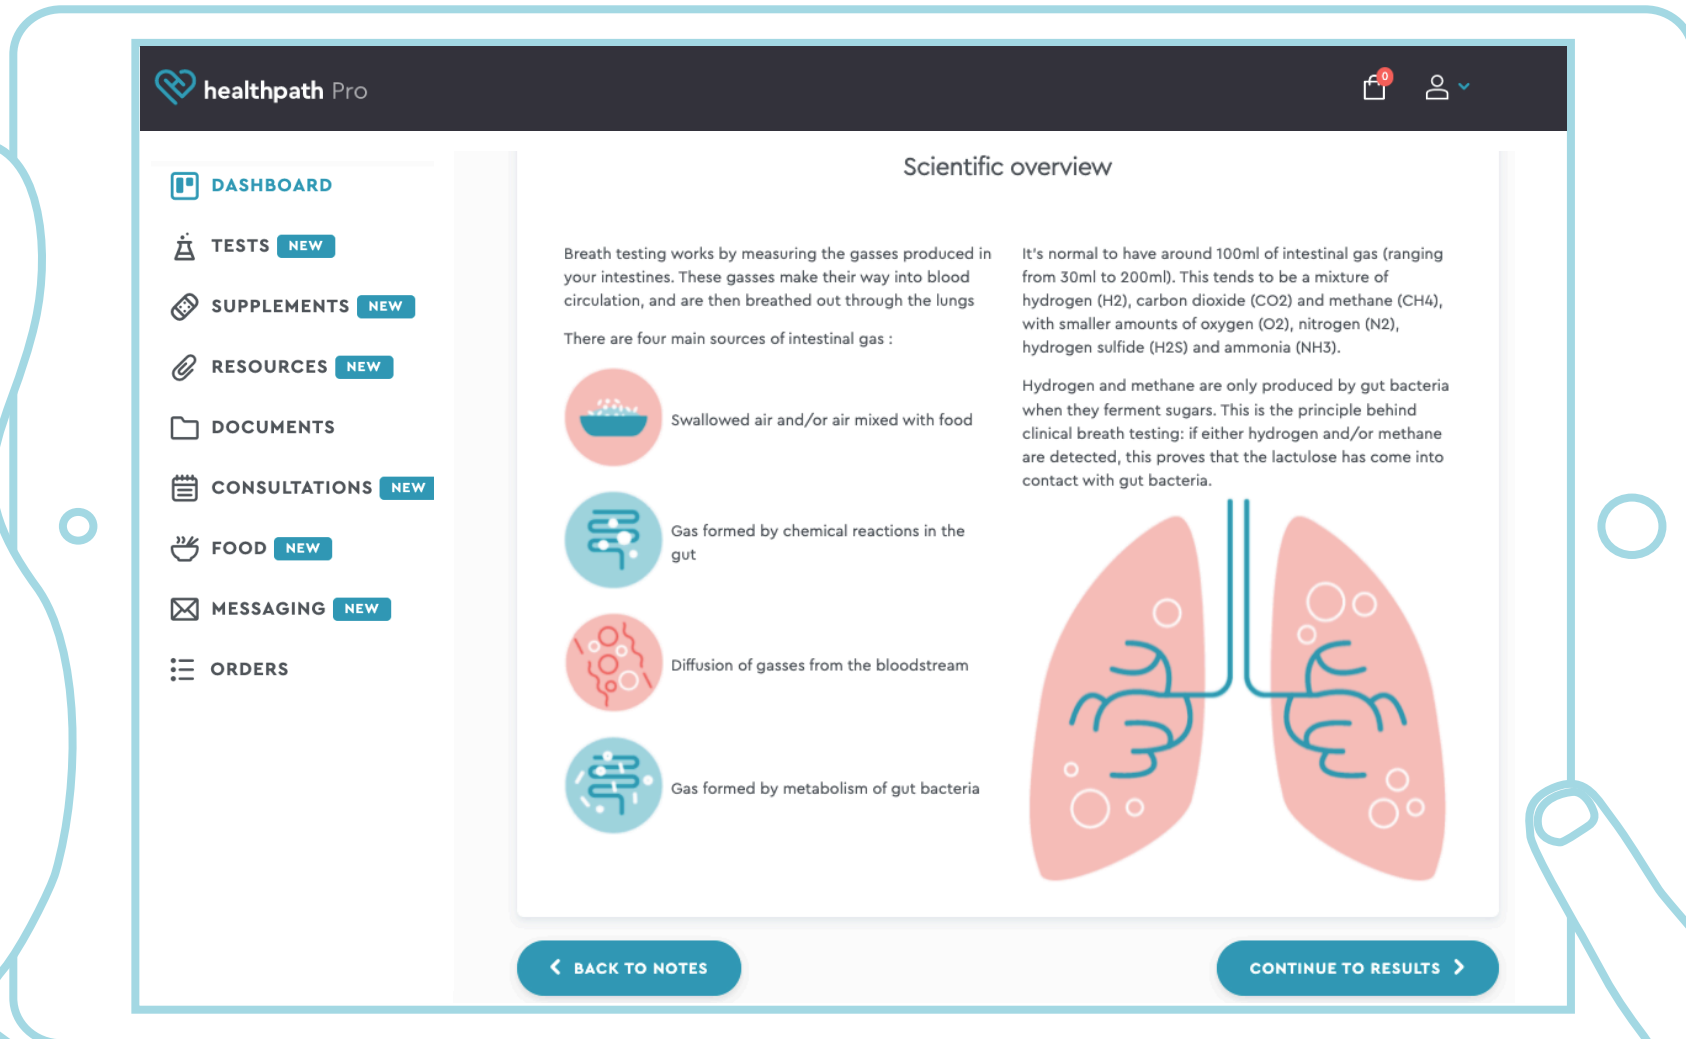 healthpath Pro
0
DASHBOARD
TESTS NEW
SUPPLEMENTS NEW
RESOURCES NEW
DOCUMENTS
CONSULTATIONS NEW
FOOD NEW
MESSAGING NEW
ORDERS
Scientific overview
Breath testing works by measuring the gasses produced in
your intestines. These gasses make their way into blood
circulation, and are then breathed out through the lungs
There are four main sources of intestinal gas :
Swallowed air and/or air mixed with food
Gas formed by chemical reactions in the
gut
Diffusion of gasses from the bloodstream
Gas formed by metabolism of gut bacteria
It's normal to have around 100ml of intestinal gas (ranging
from 30ml to 200ml). This tends to be a mixture of
hydrogen (H2), carbon dioxide (CO2) and methane (CH4),
with smaller amounts of oxygen (O2), nitrogen (N2),
hydrogen sulfide (H2S) and ammonia (NH3).
Hydrogen and methane are only produced by gut bacteria
when they ferment sugars. This is the principle behind
clinical breath testing: if either hydrogen and/or methane
are detected, this proves that the lactulose has come into
contact with gut bacteria.
BACK TO NOTES
CONTINUE TO RESULTS